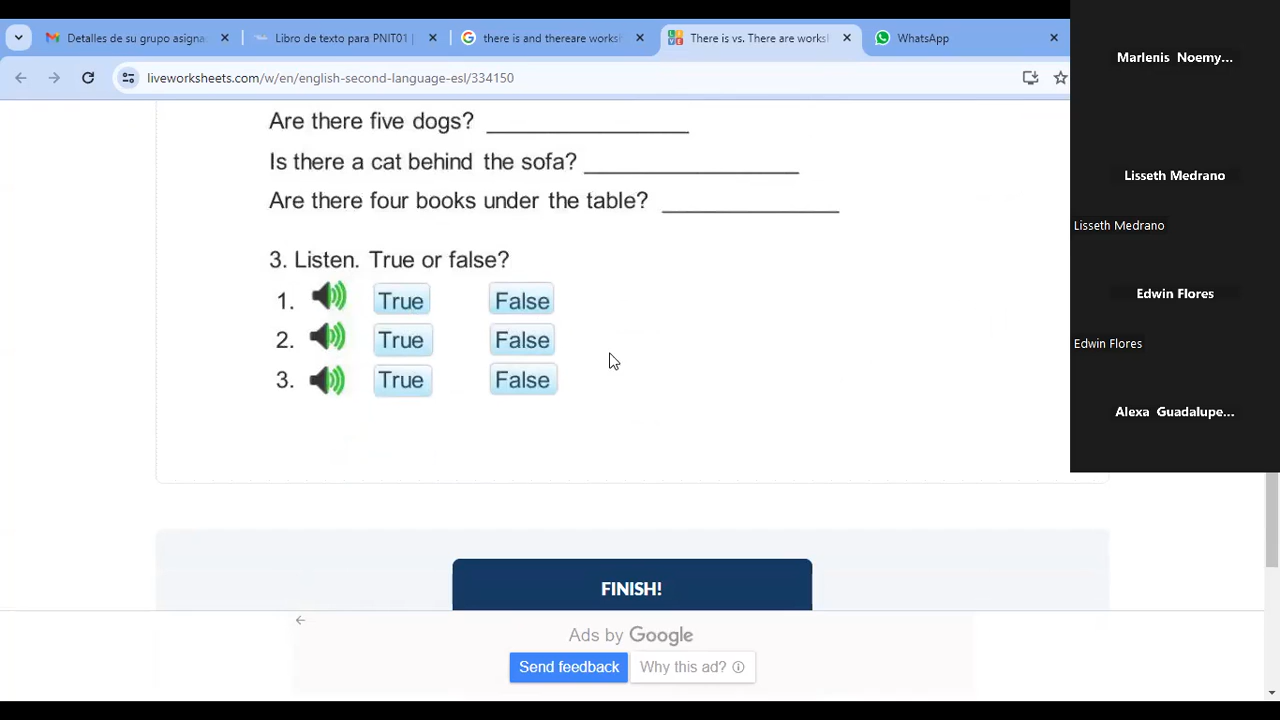 Detalles de su grupo asigna
Libro de texto para PNIT01 |
there is and thereare works
There is vs. There are works
WhatsApp
liveworksheets.com/w/en/english-second-language-esl/334150
Are there five dogs? ________________
Is there a cat behind the sofa? _________________
Are there four books under the table? ______________
3. Listen. True or false?
1. True False
2. True False
3. True False
FINISH!
Ads by Google
Send feedback Why this ad?
Marlenis Noemy...
Lisseth Medrano
Lisseth Medrano
Edwin Flores
Edwin Flores
Alexa Guadalupe...